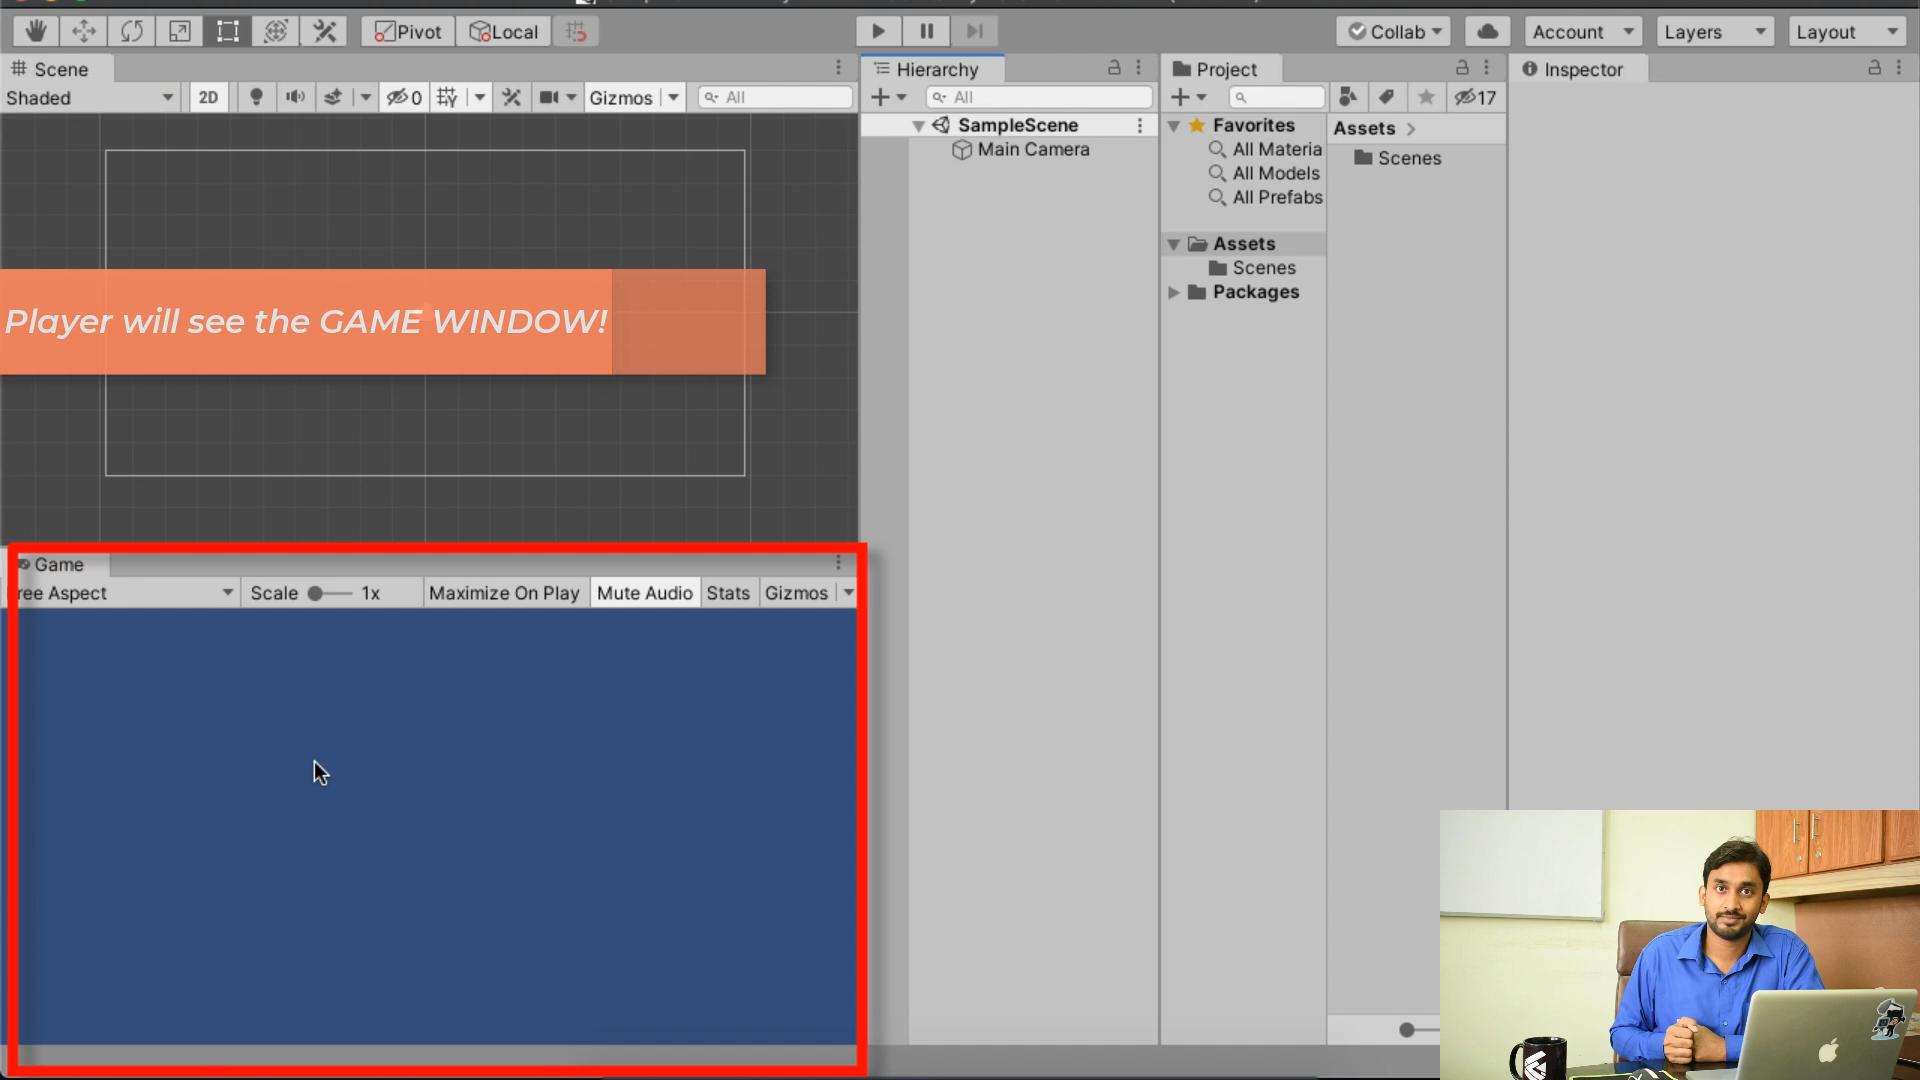 Pivot Local Collab Account Layers Layout
Scene Hierarchy Project Inspector
Shaded 2D 0 Gizmos All All 17
SampleScene
Main Camera
Favorites
All Materia
All Models
All Prefabs
Assets
Scenes
Packages
Assets >
Scenes
Player will see the GAME WINDOW!
Game
ree Aspect Scale 1x Maximize On Play Mute Audio Stats Gizmos